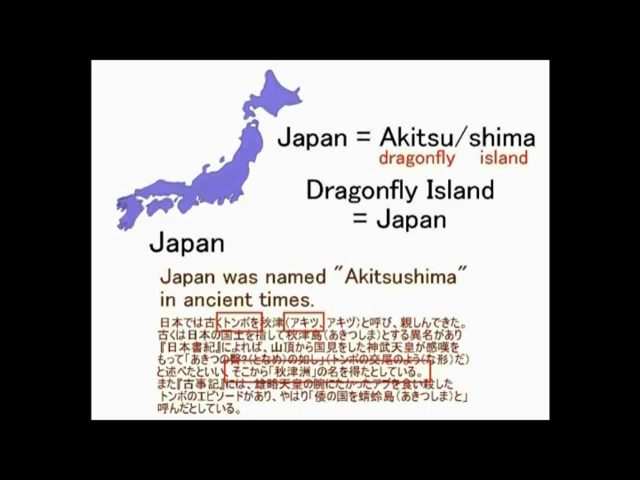 Japan = Akitsu/shima
dragonfly island
Dragonfly Island
= Japan
Japan
Japan was named "Akitsushima"
in ancient times.
日本では古くトンボを秋津(アキツ、アキヅ)と呼び、親しんできた。
古くは日本の国土を指して秋津島(あきつしま)とする異名があり
『日本書紀』によれば、山頂から国見をした神武天皇が感嘆を
もって「あきつの臀?(となめ)の如し」(トンボの交尾のよう(な形)だ)
と述べたといい、そこから「秋津洲」の名を得たとしている。
また『古事記』には、雄略天皇の腕にたかったアブを食い殺した
トンボのエピソードがあり、やはり「倭の国を蜻蛉島(あきつしま)と」
呼んだとしている。